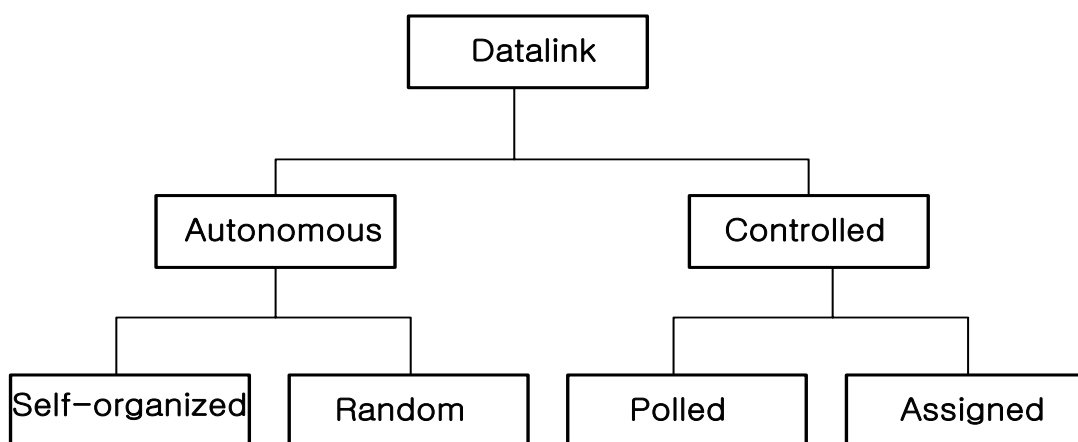 Datalink
Autonomous
Controlled
Self-organized
Random
Polled
Assigned